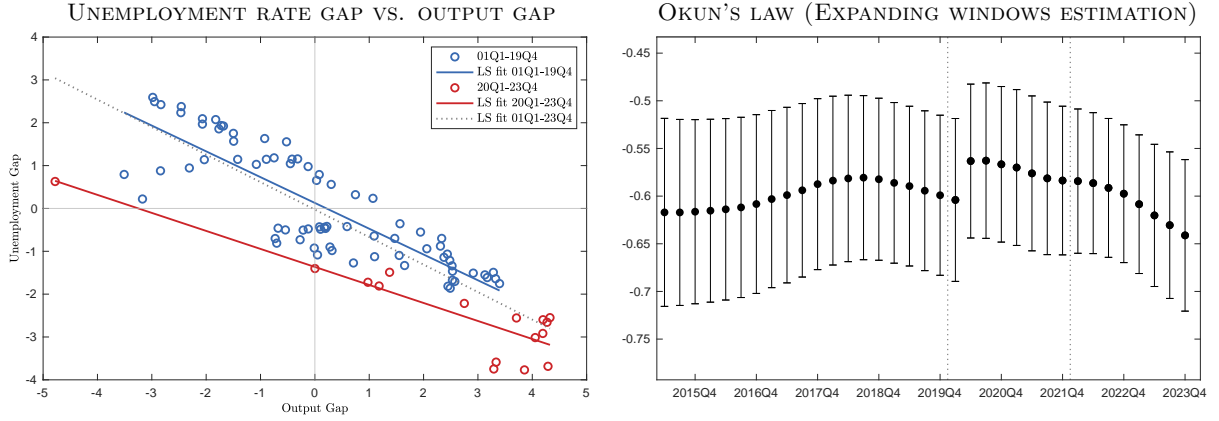 UNEMPLOYMENT RATE GAP VS. OUTPUT GAP
4
3
2
1
0
-1
-2
-3
-4
Unemployment Gap
-5
-4
-3
-2
-1
0
1
2
3
4
5
Output Gap
01Q1-19Q4
LS fit 01Q1-19Q4
20Q1-23Q4
LS fit 20Q1-23Q4
LS fit 01Q1-23Q4
OKUN'S LAW (EXPANDING WINDOWS ESTIMATION)
-0.45
-0.5
-0.55
-0.6
-0.65
-0.7
-0.75
2015Q4
2016Q4
2017Q4
2018Q4
2019Q4
2020Q4
2021Q4
2022Q4
2023Q4